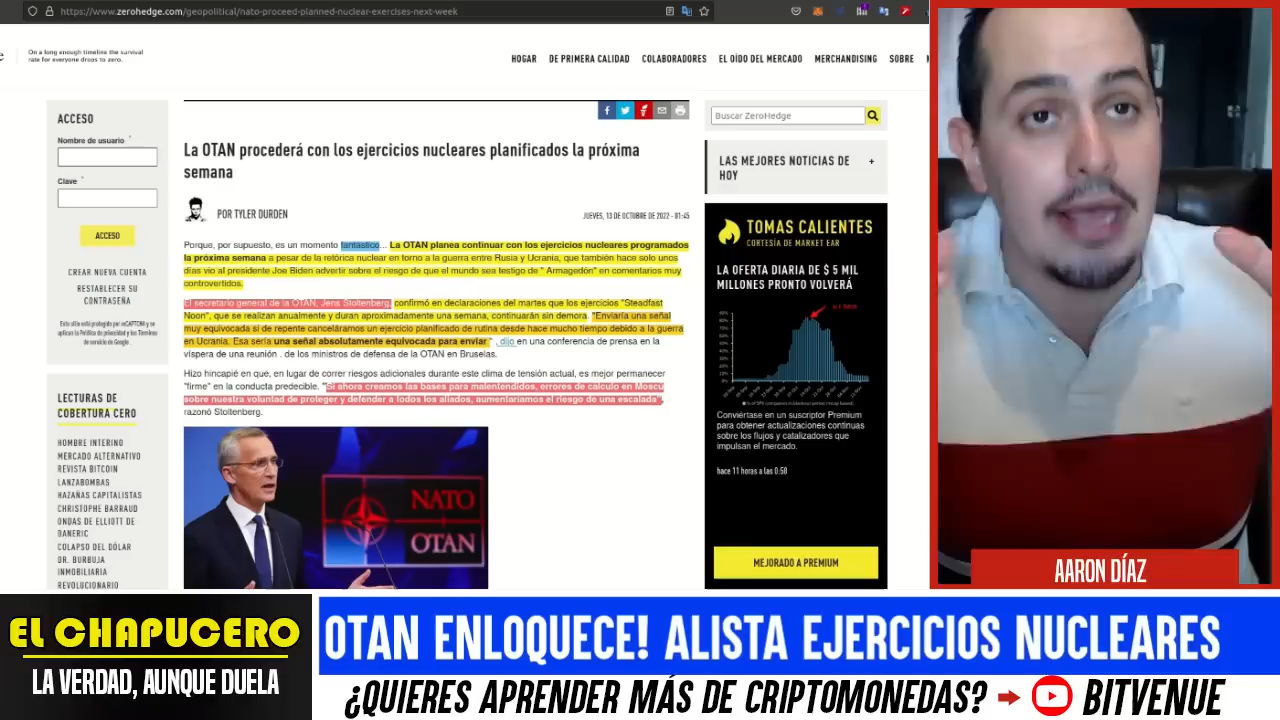 https://www.zerohedge.com/geopolitical/nato-proceed-planned-nuclear-exercises-next-week
On a long enough timeline the survival
rate for everyone drops to zero.
HOGAR DE PRIMERA CALIDAD COLABORADORES EL OÍDO DEL MERCADO MERCHANDISING SOBRE
ACCESO
Nombre de usuario *
Clave *
ACCESO
CREAR NUEVA CUENTA
RESTABLECER SU
CONTRASEÑA
Este sitio está protegido por reCAPTCHA y se
aplican la Política de privacidad y los Términos
de servicio de Google .
LECTURAS DE
COBERTURA CERO
HOMBRE INTERINO
MERCADO ALTERNATIVO
REVISTA BITCOIN
LANZABOMBAS
HAZAÑAS CAPITALISTAS
CHRISTOPHE BARRAUD
ONDAS DE ELLIOTT DE
DANERIC
COLAPSO DEL DÓLAR
DR. BURBUJA
INMOBILIARIA
REVOLUCIONARIO
La OTAN procederá con los ejercicios nucleares planificados la próxima
semana
POR TYLER DURDEN
JUEVES, 13 DE OCTUBRE DE 2022 - 01:45
Porque, por supuesto, es un momento fantástico... La OTAN planea continuar con los ejercicios nucleares programados
la próxima semana a pesar de la retórica nuclear en torno a la guerra entre Rusia y Ucrania, que también hace solo unos
días vio al presidente Joe Biden advertir sobre el riesgo de que el mundo sea testigo de " Armagedón" en comentarios muy
controvertidos.
El secretario general de la OTAN, Jens Stoltenberg, confirmó en declaraciones del martes que los ejercicios "Steadfast
Noon", que se realizan anualmente y duran aproximadamente una semana, continuarán sin demora. "Enviaría una señal
muy equivocada si de repente canceláramos un ejercicio planificado de rutina desde hace mucho tiempo debido a la guerra
en Ucrania. Esa sería una señal absolutamente equivocada para enviar " , dijo en una conferencia de prensa en la
víspera de una reunión . de los ministros de defensa de la OTAN en Bruselas.
Hizo hincapié en que, en lugar de correr riesgos adicionales durante este clima de tensión actual, es mejor permanecer
"firme" en la conducta predecible. "Si ahora creamos las bases para malentendidos, errores de cálculo en Moscú
sobre nuestra voluntad de proteger y defender a todos los aliados, aumentaríamos el riesgo de una escalada",
razonó Stoltenberg.
NATO
OTAN
Buscar ZeroHedge
LAS MEJORES NOTICIAS DE
HOY +
TOMAS CALIENTES
CORTESÍA DE MARKET EAR
LA OFERTA DIARIA DE $ 5 MIL
MILLONES PRONTO VOLVERÁ
Conviértase en un suscriptor Premium
para obtener actualizaciones continuas
sobre los flujos y catalizadores que
impulsan el mercado.
hace 11 horas a las 0:58
MEJORADO A PREMIUM
AARON DÍAZ
EL CHAPUCERO
LA VERDAD, AUNQUE DUELA
OTAN ENLOQUECE! ALISTA EJERCICIOS NUCLEARES
¿QUIERES APRENDER MÁS DE CRIPTOMONEDAS? → BITVENUE